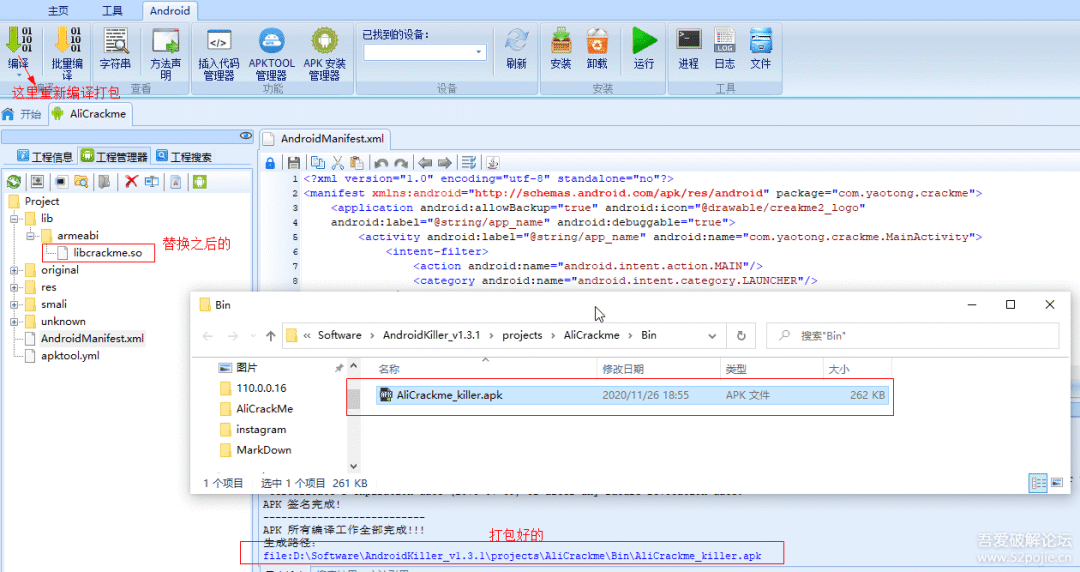 主页 工具 Android
编译 批量编译 字符串 方法声明 插入代码管理器 APKTOOL管理器 APK 安装管理器 已找到的设备: 刷新 安装 卸载 运行 进程 日志 文件
查看 功能 设备 安装 工具
这里重新编译打包
开始 AliCrackme
工程信息 工程管理器 工程搜索
AndroidManifest.xml
Project
lib
armeabi
libcrackme.so
替换之后的
original
res
smali
unknown
AndroidManifest.xml
apktool.yml
1 <?xml version="1.0" encoding="utf-8" standalone="no"?>
2 <manifest xmlns:android="http://schemas.android.com/apk/res/android" package="com.yaotong.crackme">
3 <application android:allowBackup="true" android:icon="@drawable/creakme2_logo"
4 android:label="@string/app_name" android:debuggable="true">
5 <activity android:label="@string/app_name" android:name="com.yaotong.crackme.MainActivity">
6 <intent-filter>
7 <action android:name="android.intent.action.MAIN"/>
8 <category android:name="android.intent.category.LAUNCHER"/>
Bin
« Software › AndroidKiller_v1.3.1 › projects › AliCrackme › Bin
搜索"Bin"
名称 修改日期 类型 大小
图片
110.0.0.16
AliCrackMe
instagram
MarkDown
AliCrackme_killer.apk 2020/11/26 18:55 APK 文件 262 KB
1 个项目 选中 1 个项目 261 KB
APK 签名完成!
--------------------------
APK 所有编译工作全部完成!!!
生成路径:
file:D:\Software\AndroidKiller_v1.3.1\projects\AliCrackme\Bin\AliCrackme_killer.apk
打包好的
吾爱破解论坛
www.52pojie.cn